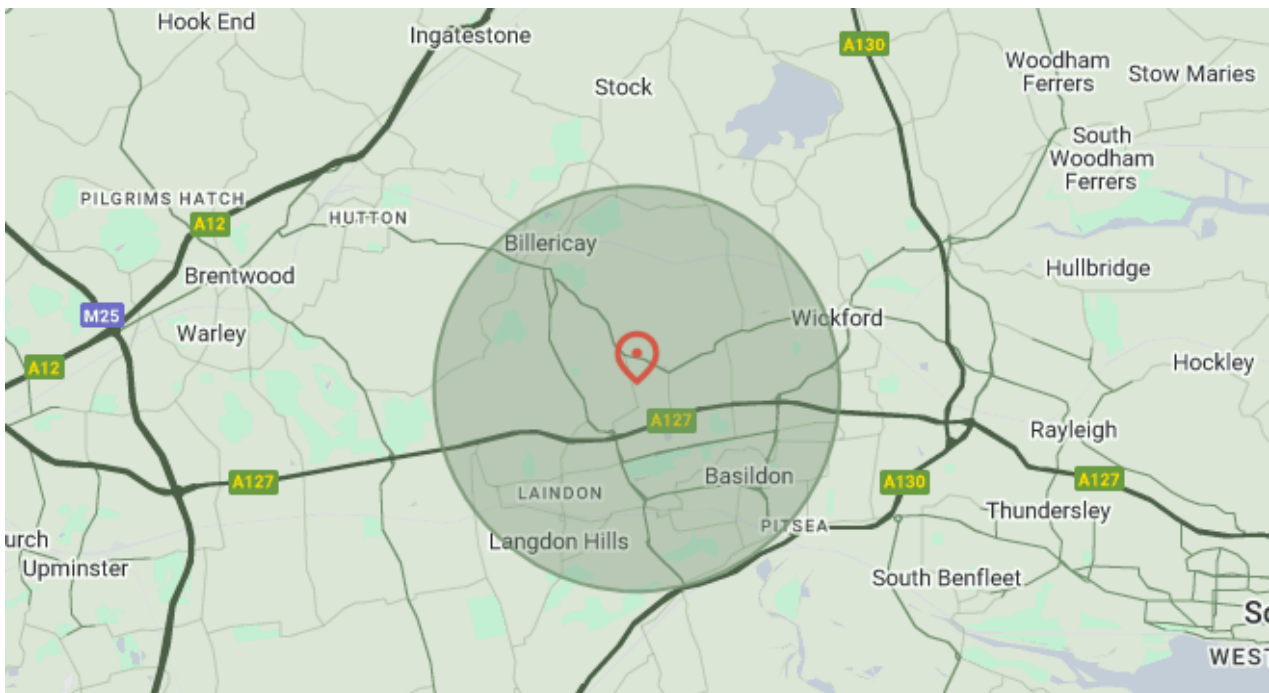 Hook End
Ingatestone
A130
Stock
Woodham
Ferrers
Stow Maries
South
Woodham
Ferrers
PILGRIMS HATCH
A12
HUTTON
Billericay
Brentwood
Hullbridge
M25
Warley
Wickford
A12
Hockley
A127
Rayleigh
A127
LAINDON
Basildon
A130
A127
Thundersley
PITSEA
urch
Upminster
Langdon Hills
South Benfleet
So
WEST